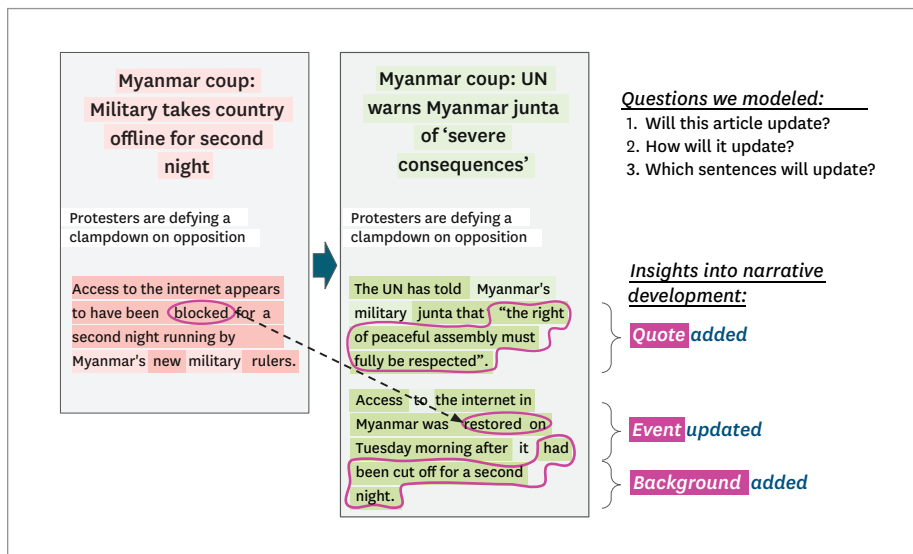 Myanmar coup:
Military takes country
offline for second
night
Protesters are defying a
clampdown on opposition
Access to the internet appears
to have been blocked for a
second night running by
Myanmar's new military rulers.
Myanmar coup: UN
warns Myanmar junta
of ‘severe
consequences’
Protesters are defying a
clampdown on opposition
The UN has told Myanmar's
military junta that “the right
of peaceful assembly must
fully be respected”.
Access to the internet in
Myanmar was restored on
Tuesday morning after it had
been cut off for a second
night.
Questions we modeled:
1. Will this article update?
2. How will it update?
3. Which sentences will update?
Insights into narrative
development:
Quote added
Event updated
Background added